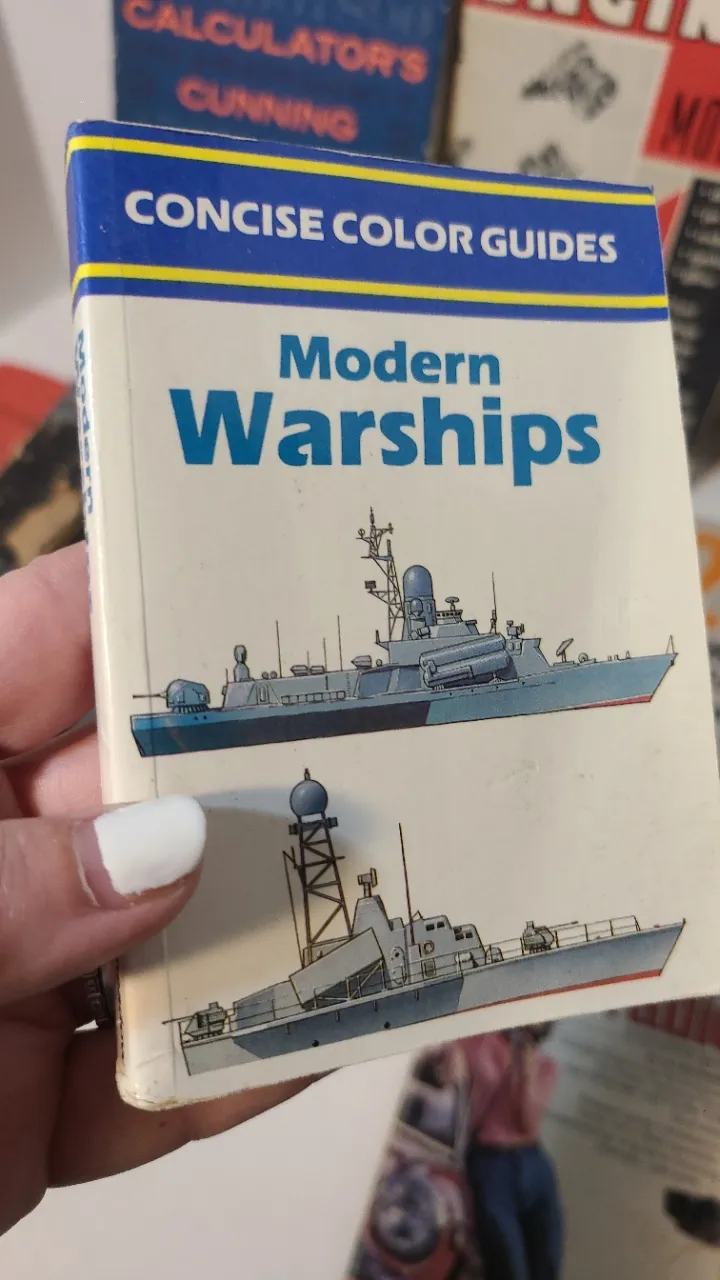 CALCULATOR'S
CUNNING
CONCISE COLOR GUIDES
Modern
Warships